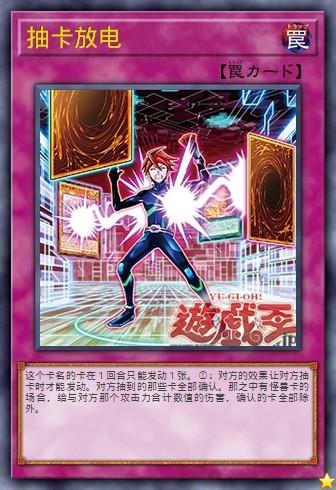 抽卡放电
トラップ
罠
トラップ
【罠カード】
YU-GI-OH!
遊戯王
这个卡名的卡在1回合只能发动1张。①：对方的效果让对方抽
卡时才能发动。对方抽到的那些卡全部确认。那之中有怪兽卡的
场合，给与对方那个攻击力合计数值的伤害，确认的卡全部除
外。